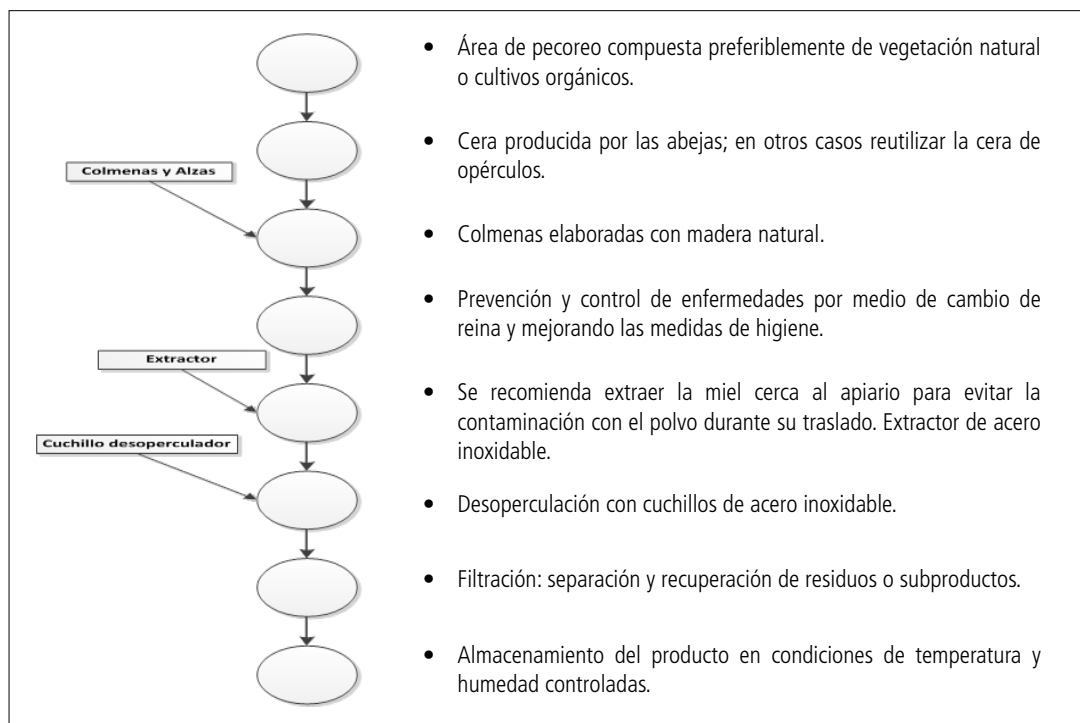 • Área de pecoreo compuesta preferiblemente de vegetación natural
o cultivos orgánicos.
• Cera producida por las abejas; en otros casos reutilizar la cera de
opérculos.
Colmenas y Alzas
• Colmenas elaboradas con madera natural.
• Prevención y control de enfermedades por medio de cambio de
reina y mejorando las medidas de higiene.
Extractor
• Se recomienda extraer la miel cerca al apiario para evitar la
contaminación con el polvo durante su traslado. Extractor de acero
inoxidable.
Cuchillo desoperculador
• Desoperculación con cuchillos de acero inoxidable.
• Filtración: separación y recuperación de residuos o subproductos.
• Almacenamiento del producto en condiciones de temperatura y
humedad controladas.